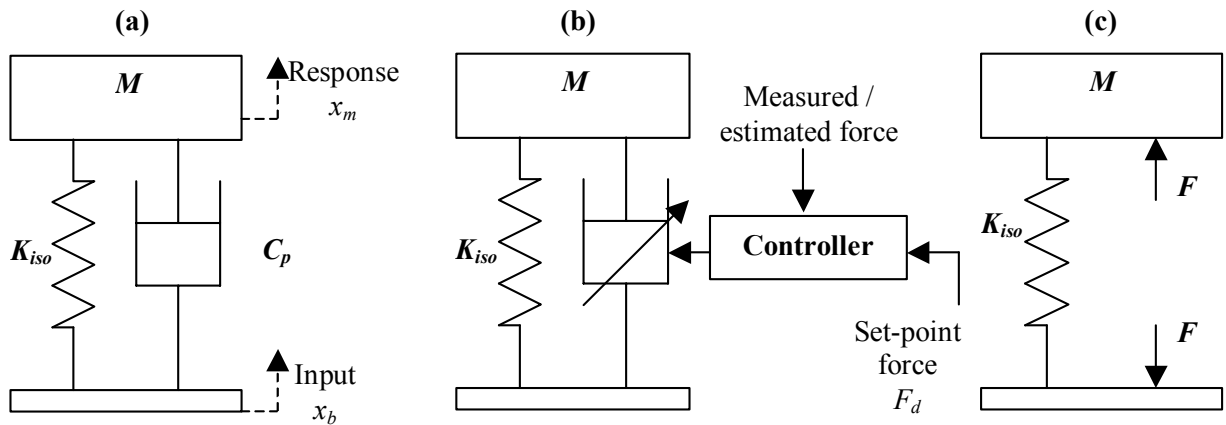 (a)
M
Response
x_m
K_iso
C_p
Input
x_b
(b)
M
K_iso
Measured /
estimated force
Controller
Set-point
force
F_d
(c)
M
F
K_iso
F